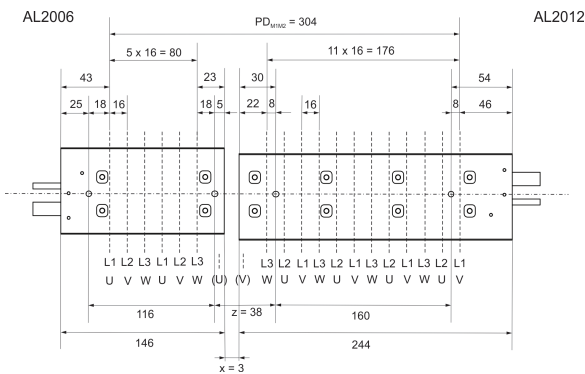 AL2006 AL2012
PD_M1M2 = 304
5 x 16 = 80 11 x 16 = 176
43 23 30 54
25 18 16 18 5 22 8 16 8 46
L1 L2 L3 L1 L2 L3 L3 L2 L1 L3 L2 L1 L3 L2 L1 L3 L2 L1
U V W U V W (U) (V) W U V W U V W U V W U V
116 z = 38 160
146 244
x = 3